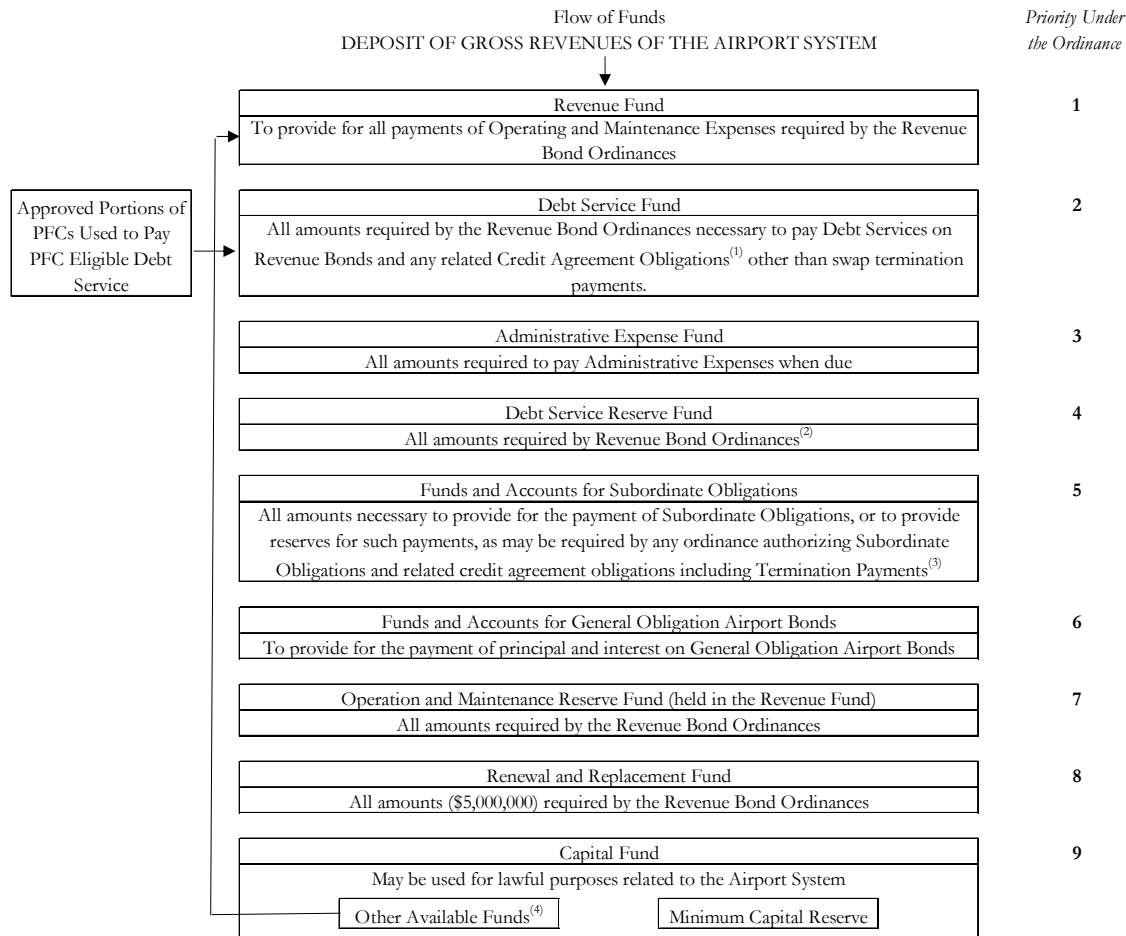 Flow of Funds
DEPOSIT OF GROSS REVENUES OF THE AIRPORT SYSTEM
Priority Under
the Ordinance
Revenue Fund
1
To provide for all payments of Operating and Maintenance Expenses required by the Revenue
Bond Ordinances
Approved Portions of
PFCs Used to Pay
PFC Eligible Debt
Service
Debt Service Fund
2
All amounts required by the Revenue Bond Ordinances necessary to pay Debt Services on
Revenue Bonds and any related Credit Agreement Obligations(1) other than swap termination
payments.
Administrative Expense Fund
3
All amounts required to pay Administrative Expenses when due
Debt Service Reserve Fund
4
All amounts required by Revenue Bond Ordinances(2)
Funds and Accounts for Subordinate Obligations
5
All amounts necessary to provide for the payment of Subordinate Obligations, or to provide
reserves for such payments, as may be required by any ordinance authorizing Subordinate
Obligations and related credit agreement obligations including Termination Payments(3)
Funds and Accounts for General Obligation Airport Bonds
6
To provide for the payment of principal and interest on General Obligation Airport Bonds
Operation and Maintenance Reserve Fund (held in the Revenue Fund)
7
All amounts required by the Revenue Bond Ordinances
Renewal and Replacement Fund
8
All amounts ($5,000,000) required by the Revenue Bond Ordinances
Capital Fund
9
May be used for lawful purposes related to the Airport System
Other Available Funds(4)
Minimum Capital Reserve